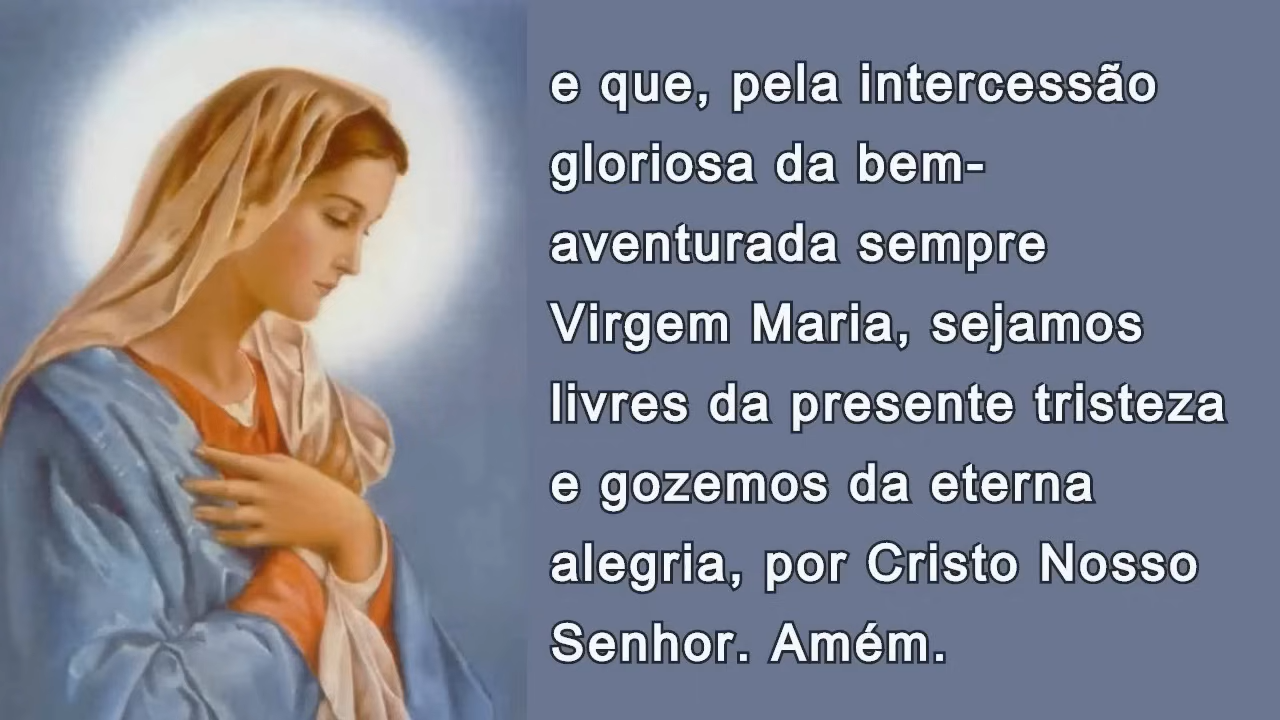 e que, pela intercessão
gloriosa da bem-
aventurada sempre
Virgem Maria, sejamos
livres da presente tristeza
e gozemos da eterna
alegria, por Cristo Nosso
Senhor. Amém.